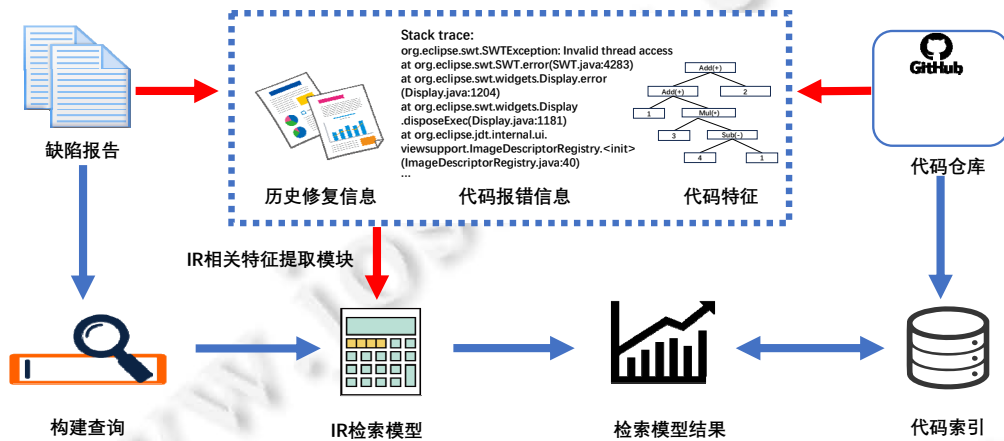 Stack trace:
org.eclipse.swt.SWTException: Invalid thread access
at org.eclipse.swt.SWT.error(SWT.java:4283)
at org.eclipse.swt.widgets.Display.error
(Display.java:1204)
at org.eclipse.swt.widgets.Display
.disposeExec(Display.java:1181)
at org.eclipse.jdt.internal.ui.
viewsupport.ImageDescriptorRegistry.<init>
(ImageDescriptorRegistry.java:40)
...
Add(+)
Add(+)
2
1
Mul(*)
3
Sub(-)
4
1
GitHub
缺陷报告
历史修复信息
代码报错信息
代码特征
代码仓库
IR相关特征提取模块
构建查询
IR检索模型
检索模型结果
代码索引